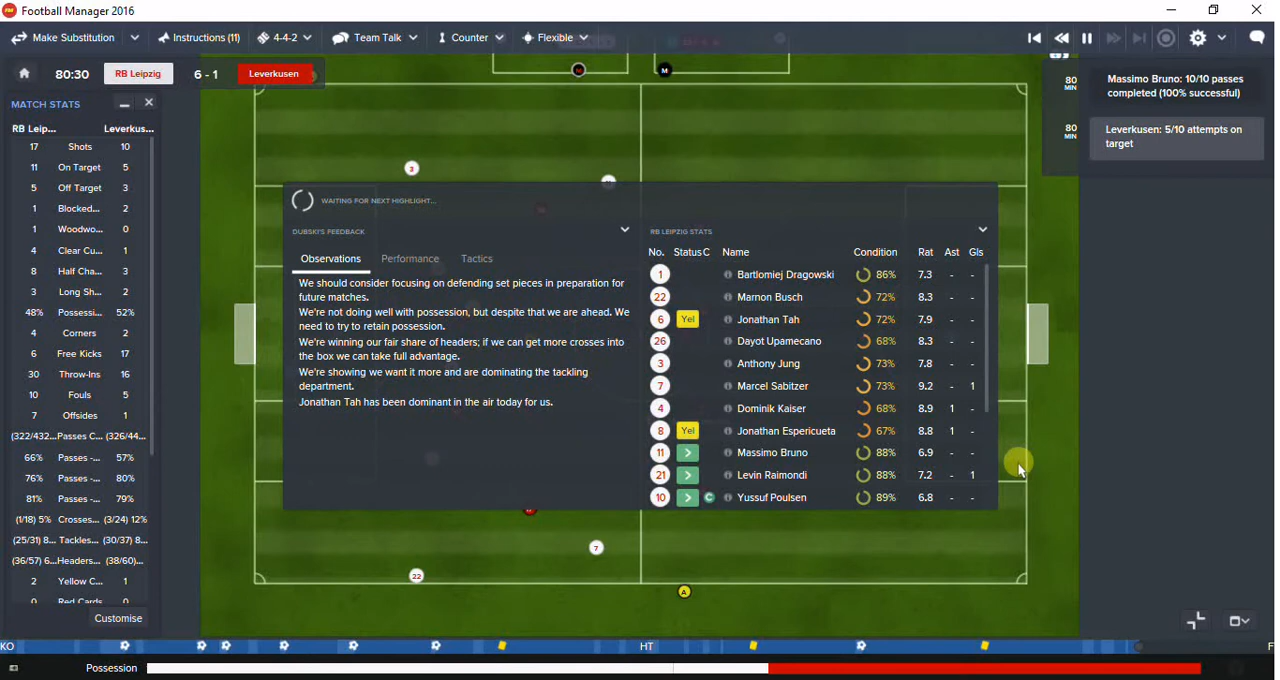 Football Manager 2016
Make Substitution
Instructions (11)
4-4-2
Team Talk
Counter
Flexible
80:30
RB Leipzig
6 - 1
Leverkusen
MATCH STATS
RB Leip... Leverkus...
17 Shots 10
11 On Target 5
5 Off Target 3
1 Blocked... 2
1 Woodwo... 0
4 Clear Cu... 1
8 Half Cha... 3
3 Long Sh... 2
48% Possessi... 52%
4 Corners 2
6 Free Kicks 17
30 Throw-Ins 16
10 Fouls 5
7 Offsides 1
(322/432... Passes C... (326/44...
66% Passes -... 57%
76% Passes -... 80%
81% Passes -... 79%
(1/18) 5% Crosses... (3/24) 12%
(25/31) 8... Tackles... (30/37) 8...
(36/57) 6... Headers... (38/60)...
2 Yellow C... 1
0 Red Cards 0
Customise
WAITING FOR NEXT HIGHLIGHT...
DUBSKI'S FEEDBACK
Observations Performance Tactics
We should consider focusing on defending set pieces in preparation for
future matches.
We're not doing well with possession, but despite that we are ahead. We
need to try to retain possession.
We're winning our fair share of headers; if we can get more crosses into
the box we can take full advantage.
We're showing we want it more and are dominating the tackling
department.
Jonathan Tah has been dominant in the air today for us.
RB LEIPZIG STATS
No. Status C Name Condition Rat Ast Gls
1 Bartlomiej Dragowski 86% 7.3 - -
22 Marnon Busch 72% 8.3 - -
6 Yel Jonathan Tah 72% 7.9 - -
26 Dayot Upamecano 68% 8.3 - -
3 Anthony Jung 73% 7.8 - -
7 Marcel Sabitzer 73% 9.2 - 1
4 Dominik Kaiser 68% 8.9 1 -
8 Yel Jonathan Espericueta 67% 8.8 1 -
11 Massimo Bruno 88% 6.9 - -
21 Levin Raimondi 88% 7.2 - 1
10 C Yussuf Poulsen 89% 6.8 - -
80
MIN
Massimo Bruno: 10/10 passes
completed (100% successful)
80
MIN
Leverkusen: 5/10 attempts on
target
M
3
7
22
A
KO
HT
F
Possession